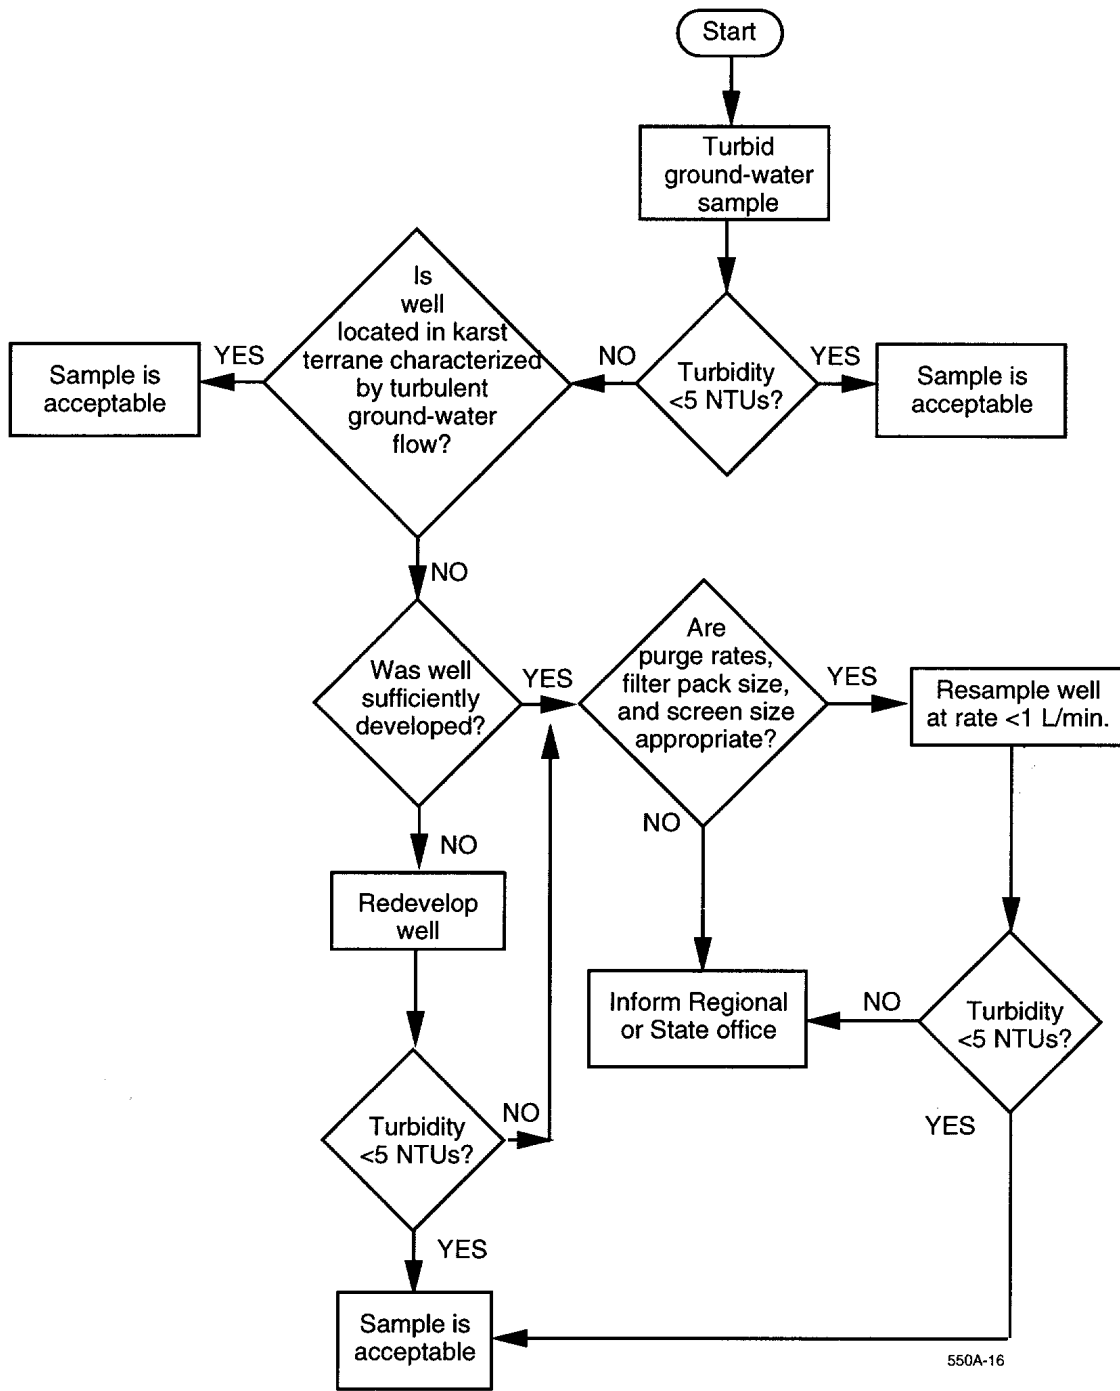 Start
Turbid
ground-water
sample
Turbidity
<5 NTUs?
YES
Sample is
acceptable
NO
Is
well
located in karst
terrane characterized
by turbulent
ground-water
flow?
YES
Sample is
acceptable
NO
Was well
sufficiently
developed?
YES
Are
purge rates,
filter pack size,
and screen size
appropriate?
YES
Resample well
at rate <1 L/min.
NO
NO
Redevelop
well
Inform Regional
or State office
NO
Turbidity
<5 NTUs?
YES
Turbidity
<5 NTUs?
NO
YES
Sample is
acceptable
550A-16